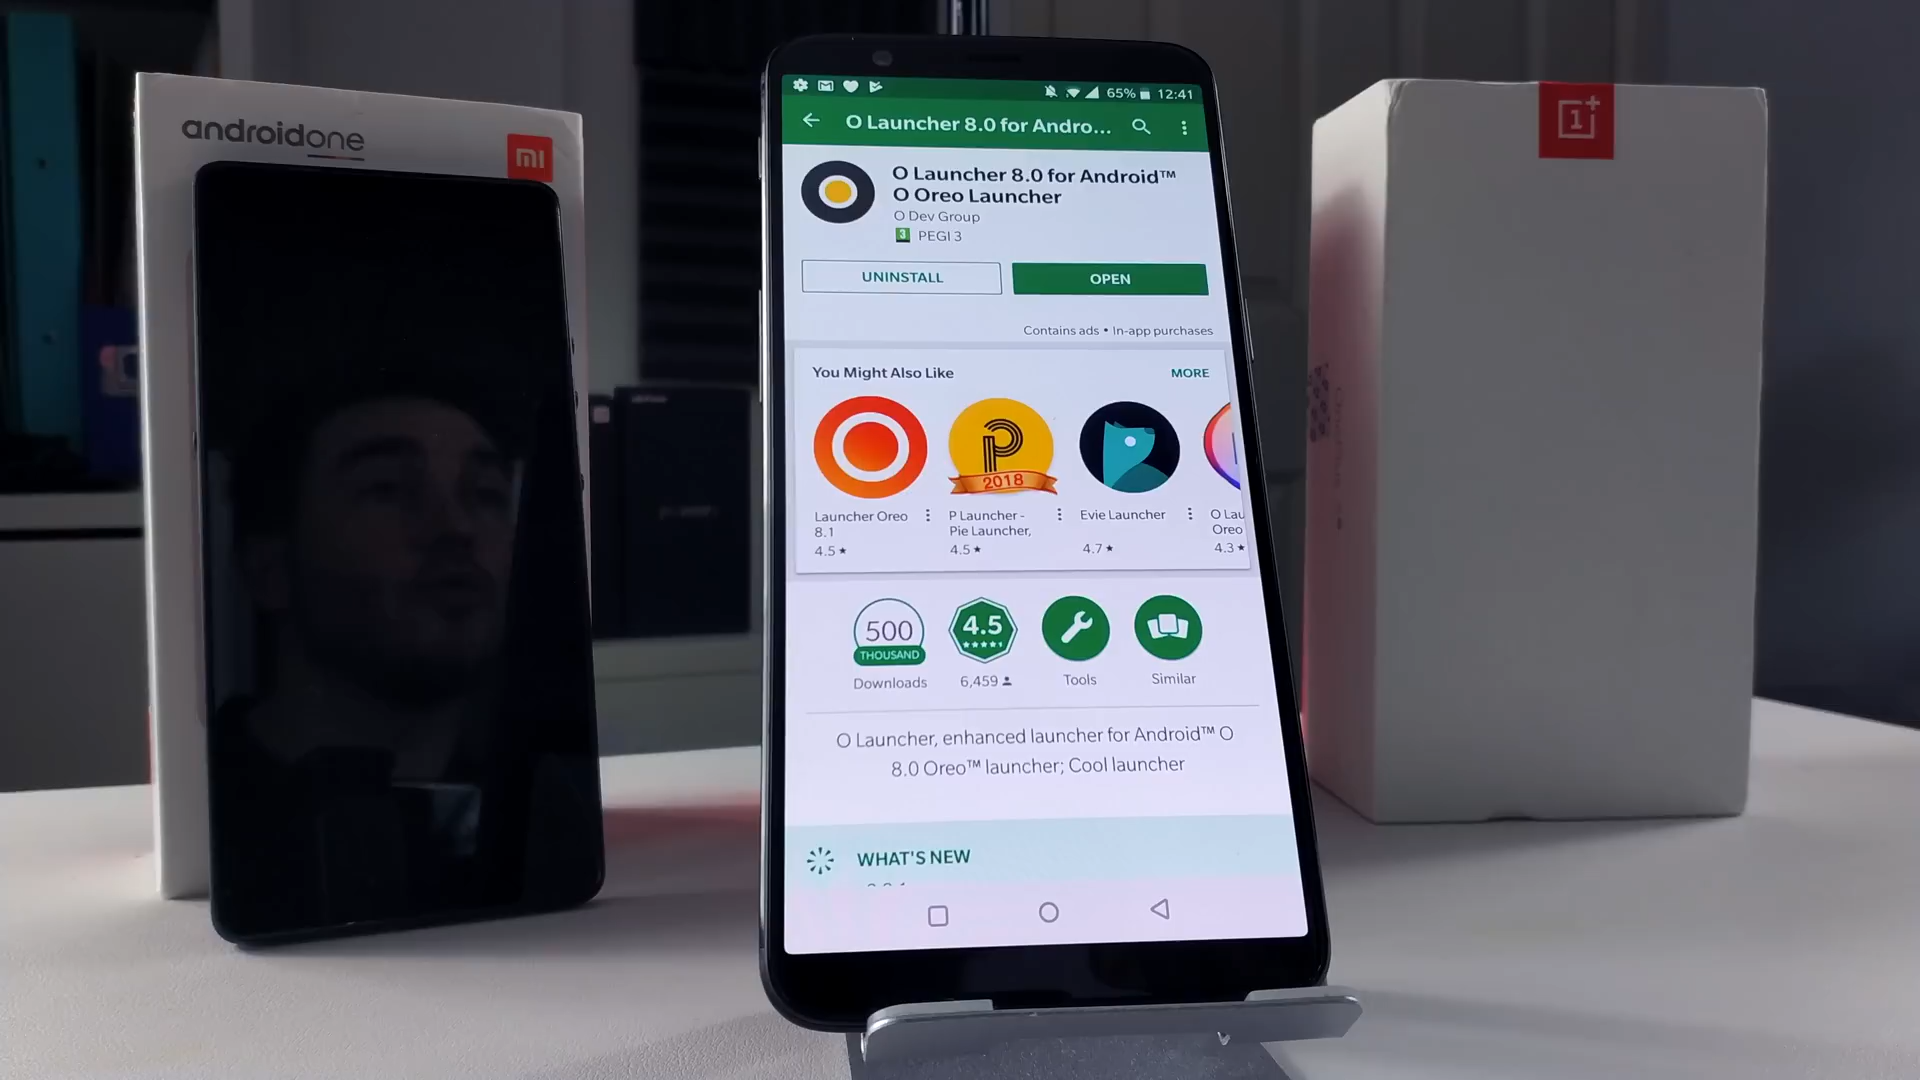 androidone
mi
1+
65% 12:41
O Launcher 8.0 for Andro...
O Launcher 8.0 for Android™
O Oreo Launcher
O Dev Group
3 PEGI 3
UNINSTALL
OPEN
Contains ads • In-app purchases
You Might Also Like
MORE
Launcher Oreo
8.1
4.5★
P
2018
P Launcher -
Pie Launcher,
4.5★
Evie Launcher
4.7★
O Lau
Oreo
4.3★
500
THOUSAND
Downloads
4.5
6,459
Tools
Similar
O Launcher, enhanced launcher for Android™ O
8.0 Oreo™ launcher; Cool launcher
WHAT'S NEW